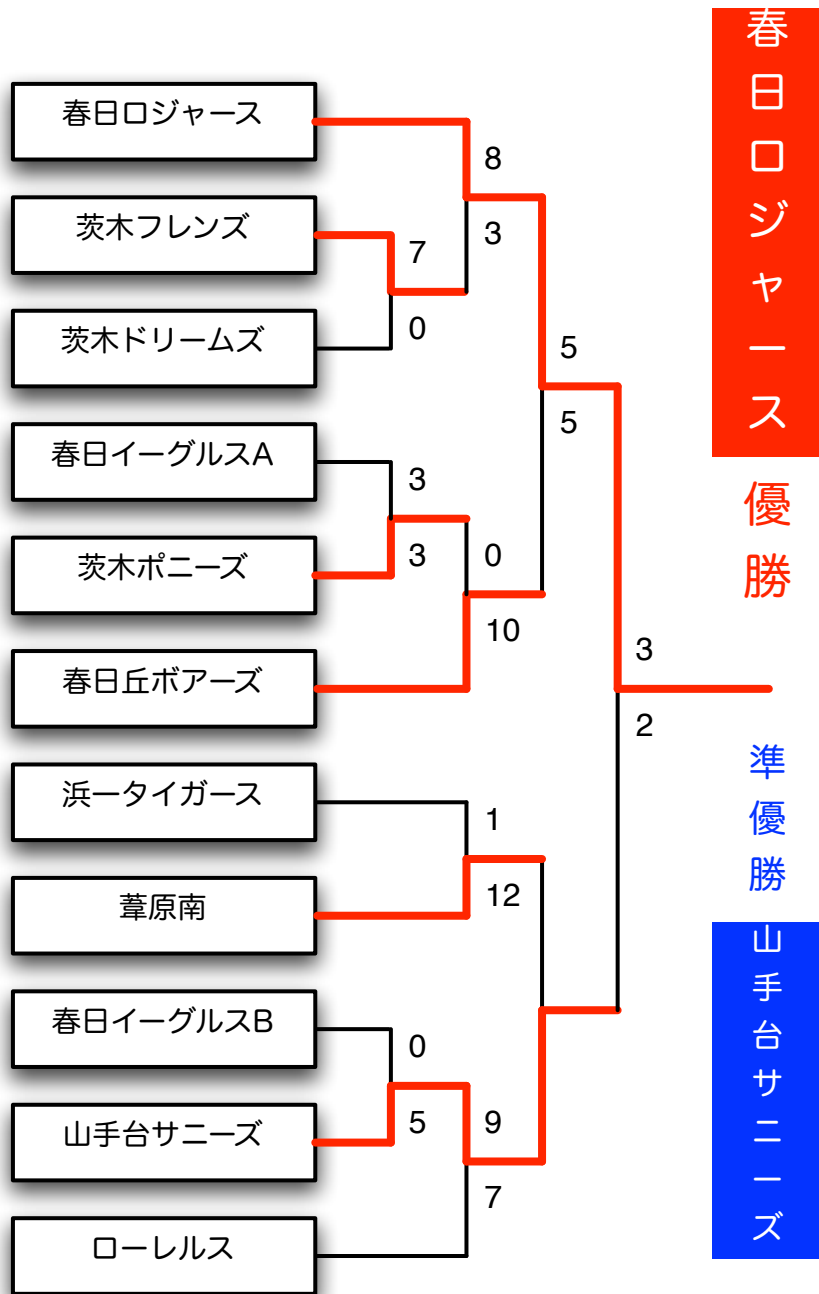 春日ロジャース
茨木フレンズ
茨木ドリームズ
春日イーグルスA
茨木ポニーズ
春日丘ボアーズ
浜一タイガース
葦原南
春日イーグルスB
山手台サニーズ
ローレルス
7
0
3
3
0
5
8
3
0
10
1
12
9
7
5
5
3
2
春日ロジャース
優勝
準優勝
山手台サニーズ